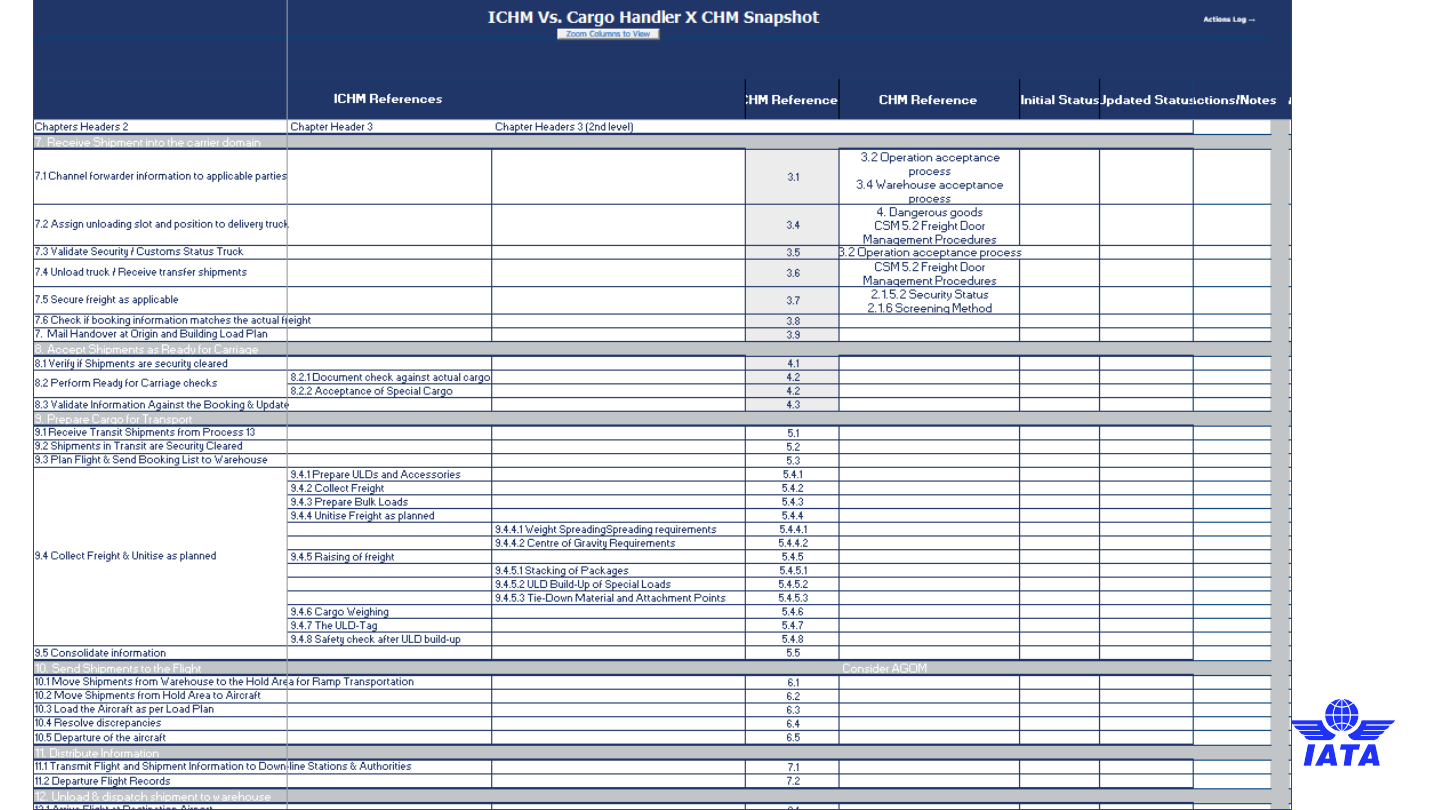 ICHM Vs. Cargo Handler X CHM Snapshot
Actions Log →
Zoom Columns to View
ICHM References
CHM Reference
CHM Reference
Initial Status
Updated Status
Actions/Notes
Chapters Headers 2 Chapter Header 3 Chapter Headers 3 (2nd level)
7. Receive Shipment into the carrier domain
7.1 Channel forwarder information to applicable parties 3.1
3.2 Operation acceptance
process
3.4 Warehouse acceptance
process
7.2 Assign unloading slot and position to delivery truck. 3.4
4. Dangerous goods
CSM 5.2 Freight Door
Management Procedures
7.3 Validate Security / Customs Status Truck 3.5 3.2 Operation acceptance process
7.4 Unload truck / Receive transfer shipments 3.6
CSM 5.2 Freight Door
Management Procedures
7.5 Secure freight as applicable 3.7
2.1.5.2 Security Status
2.1.6 Screening Method
7.6 Check if booking information matches the actual freight 3.8
7. Mail Handover at Origin and Building Load Plan 3.9
8. Accept Shipments as Ready for Carriage
8.1 Verify if Shipments are security cleared 4.1
8.2 Perform Ready for Carriage checks
8.2.1 Document check against actual cargo 4.2
8.2.2 Acceptance of Special Cargo 4.2
8.3 Validate Information Against the Booking & Update 4.3
9. Prepare Cargo for Transport
9.1 Receive Transit Shipments from Process 13 5.1
9.2 Shipments in Transit are Security Cleared 5.2
9.3 Plan Flight & Send Booking List to Warehouse 5.3
9.4 Collect Freight & Unitise as planned
9.4.1 Prepare ULDs and Accessories 5.4.1
9.4.2 Collect Freight 5.4.2
9.4.3 Prepare Bulk Loads 5.4.3
9.4.4 Unitise Freight as planned 5.4.4
9.4.4.1 Weight SpreadingSpreading requirements 5.4.4.1
9.4.4.2 Centre of Gravity Requirements 5.4.4.2
9.4.5 Raising of freight 5.4.5
9.4.5.1 Stacking of Packages 5.4.5.1
9.4.5.2 ULD Build-Up of Special Loads 5.4.5.2
9.4.5.3 Tie-Down Material and Attachment Points 5.4.5.3
9.4.6 Cargo Weighing 5.4.6
9.4.7 The ULD-Tag 5.4.7
9.4.8 Safety check after ULD build-up 5.4.8
9.5 Consolidate information 5.5
10. Send Shipments to the Flight Consider AGOM
10.1 Move Shipments from Warehouse to the Hold Area for Ramp Transportation 6.1
10.2 Move Shipments from Hold Area to Aircraft 6.2
10.3 Load the Aircraft as per Load Plan 6.3
10.4 Resolve discrepancies 6.4
10.5 Departure of the aircraft 6.5
11. Distribute Information
11.1 Transmit Flight and Shipment Information to Down-line Stations & Authorities 7.1
11.2 Departure Flight Records 7.2
12. Unload & dispatch shipment to warehouse
12.1 Arrive Flight at Destination Airport
IATA